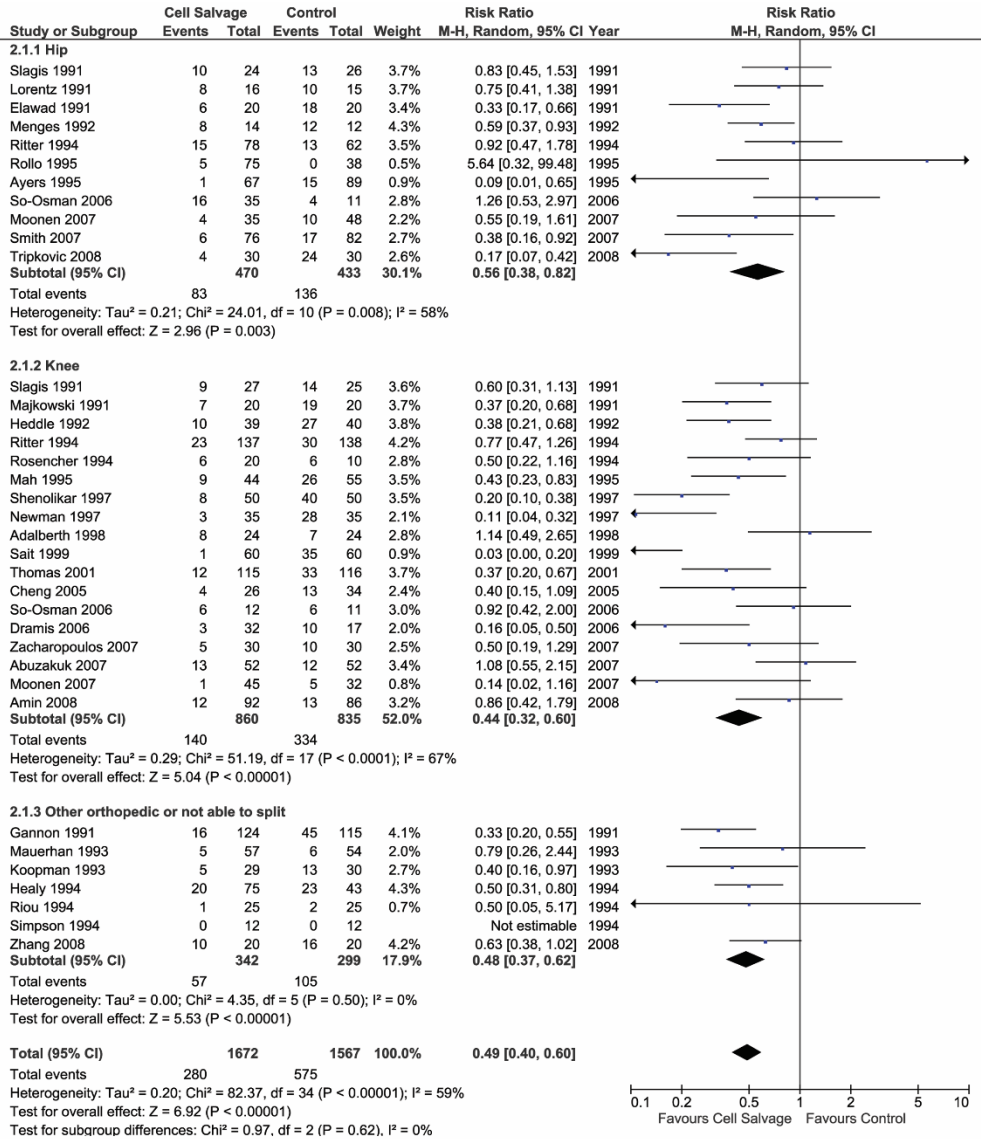 Cell Salvage Control Risk Ratio Risk Ratio
Study or Subgroup Events Total Events Total Weight M-H, Random, 95% CI Year M-H, Random, 95% CI
2.1.1 Hip
Slagis 1991 10 24 13 26 3.7% 0.83 [0.45, 1.53] 1991
Lorentz 1991 8 16 10 15 3.7% 0.75 [0.41, 1.38] 1991
Elawad 1991 6 20 18 20 3.4% 0.33 [0.17, 0.66] 1991
Menges 1992 8 14 12 12 4.3% 0.59 [0.37, 0.93] 1992
Ritter 1994 15 78 13 62 3.4% 0.92 [0.47, 1.78] 1994
Rollo 1995 5 75 0 38 0.5% 5.64 [0.32, 99.48] 1995
Ayers 1995 1 67 15 89 0.9% 0.09 [0.01, 0.65] 1995
So-Osman 2006 16 35 4 11 2.8% 1.26 [0.53, 2.97] 2006
Moonen 2007 4 35 10 48 2.2% 0.55 [0.19, 1.61] 2007
Smith 2007 6 76 17 82 2.7% 0.38 [0.16, 0.92] 2007
Tripkovic 2008 4 30 24 30 2.6% 0.17 [0.07, 0.42] 2008
Subtotal (95% CI) 470 433 30.1% 0.56 [0.38, 0.82]
Total events 83 136
Heterogeneity: Tau² = 0.21; Chi² = 24.01, df = 10 (P = 0.008); I² = 58%
Test for overall effect: Z = 2.96 (P = 0.003)
2.1.2 Knee
Slagis 1991 9 27 14 25 3.6% 0.60 [0.31, 1.13] 1991
Majkowski 1991 7 20 19 20 3.7% 0.37 [0.20, 0.68] 1991
Heddle 1992 10 39 27 40 3.8% 0.38 [0.21, 0.68] 1992
Ritter 1994 23 137 30 138 4.2% 0.77 [0.47, 1.26] 1994
Rosencher 1994 6 20 6 10 2.8% 0.50 [0.22, 1.16] 1994
Mah 1995 9 44 26 55 3.5% 0.43 [0.23, 0.83] 1995
Shenolikar 1997 8 50 40 50 3.5% 0.20 [0.10, 0.38] 1997
Newman 1997 3 35 28 35 2.1% 0.11 [0.04, 0.32] 1997
Adalberth 1998 8 24 7 24 2.8% 1.14 [0.49, 2.65] 1998
Sait 1999 1 60 35 60 0.9% 0.03 [0.00, 0.20] 1999
Thomas 2001 12 115 33 116 3.7% 0.37 [0.20, 0.67] 2001
Cheng 2005 4 26 13 34 2.4% 0.40 [0.15, 1.09] 2005
So-Osman 2006 6 12 6 11 3.0% 0.92 [0.42, 2.00] 2006
Dramis 2006 3 32 10 17 2.0% 0.16 [0.05, 0.50] 2006
Zacharopoulos 2007 5 30 10 30 2.5% 0.50 [0.19, 1.29] 2007
Abuzakuk 2007 13 52 12 52 3.4% 1.08 [0.55, 2.15] 2007
Moonen 2007 1 45 5 32 0.8% 0.14 [0.02, 1.16] 2007
Amin 2008 12 92 13 86 3.2% 0.86 [0.42, 1.79] 2008
Subtotal (95% CI) 860 835 52.0% 0.44 [0.32, 0.60]
Total events 140 334
Heterogeneity: Tau² = 0.29; Chi² = 51.19, df = 17 (P < 0.0001); I² = 67%
Test for overall effect: Z = 5.04 (P < 0.00001)
2.1.3 Other orthopedic or not able to split
Gannon 1991 16 124 45 115 4.1% 0.33 [0.20, 0.55] 1991
Mauerhan 1993 5 57 6 54 2.0% 0.79 [0.26, 2.44] 1993
Koopman 1993 5 29 13 30 2.7% 0.40 [0.16, 0.97] 1993
Healy 1994 20 75 23 43 4.3% 0.50 [0.31, 0.80] 1994
Riou 1994 1 25 2 25 0.7% 0.50 [0.05, 5.17] 1994
Simpson 1994 0 12 0 12 Not estimable 1994
Zhang 2008 10 20 16 20 4.2% 0.63 [0.38, 1.02] 2008
Subtotal (95% CI) 342 299 17.9% 0.48 [0.37, 0.62]
Total events 57 105
Heterogeneity: Tau² = 0.00; Chi² = 4.35, df = 5 (P = 0.50); I² = 0%
Test for overall effect: Z = 5.53 (P < 0.00001)
Total (95% CI) 1672 1567 100.0% 0.49 [0.40, 0.60]
Total events 280 575
Heterogeneity: Tau² = 0.20; Chi² = 82.37, df = 34 (P < 0.00001); I² = 59%
Test for overall effect: Z = 6.92 (P < 0.00001)
Test for subgroup differences: Chi² = 0.97, df = 2 (P = 0.62), I² = 0%
0.1 0.2 0.5 1 2 5 10
Favours Cell Salvage Favours Control